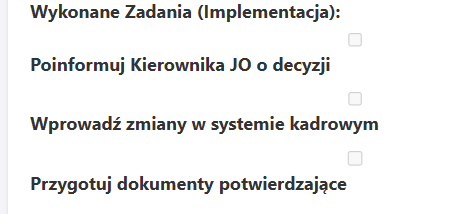 Wykonane Zadania (Implementacja):
Poinformuj Kierownika JO o decyzji
Wprowadź zmiany w systemie kadrowym
Przygotuj dokumenty potwierdzające